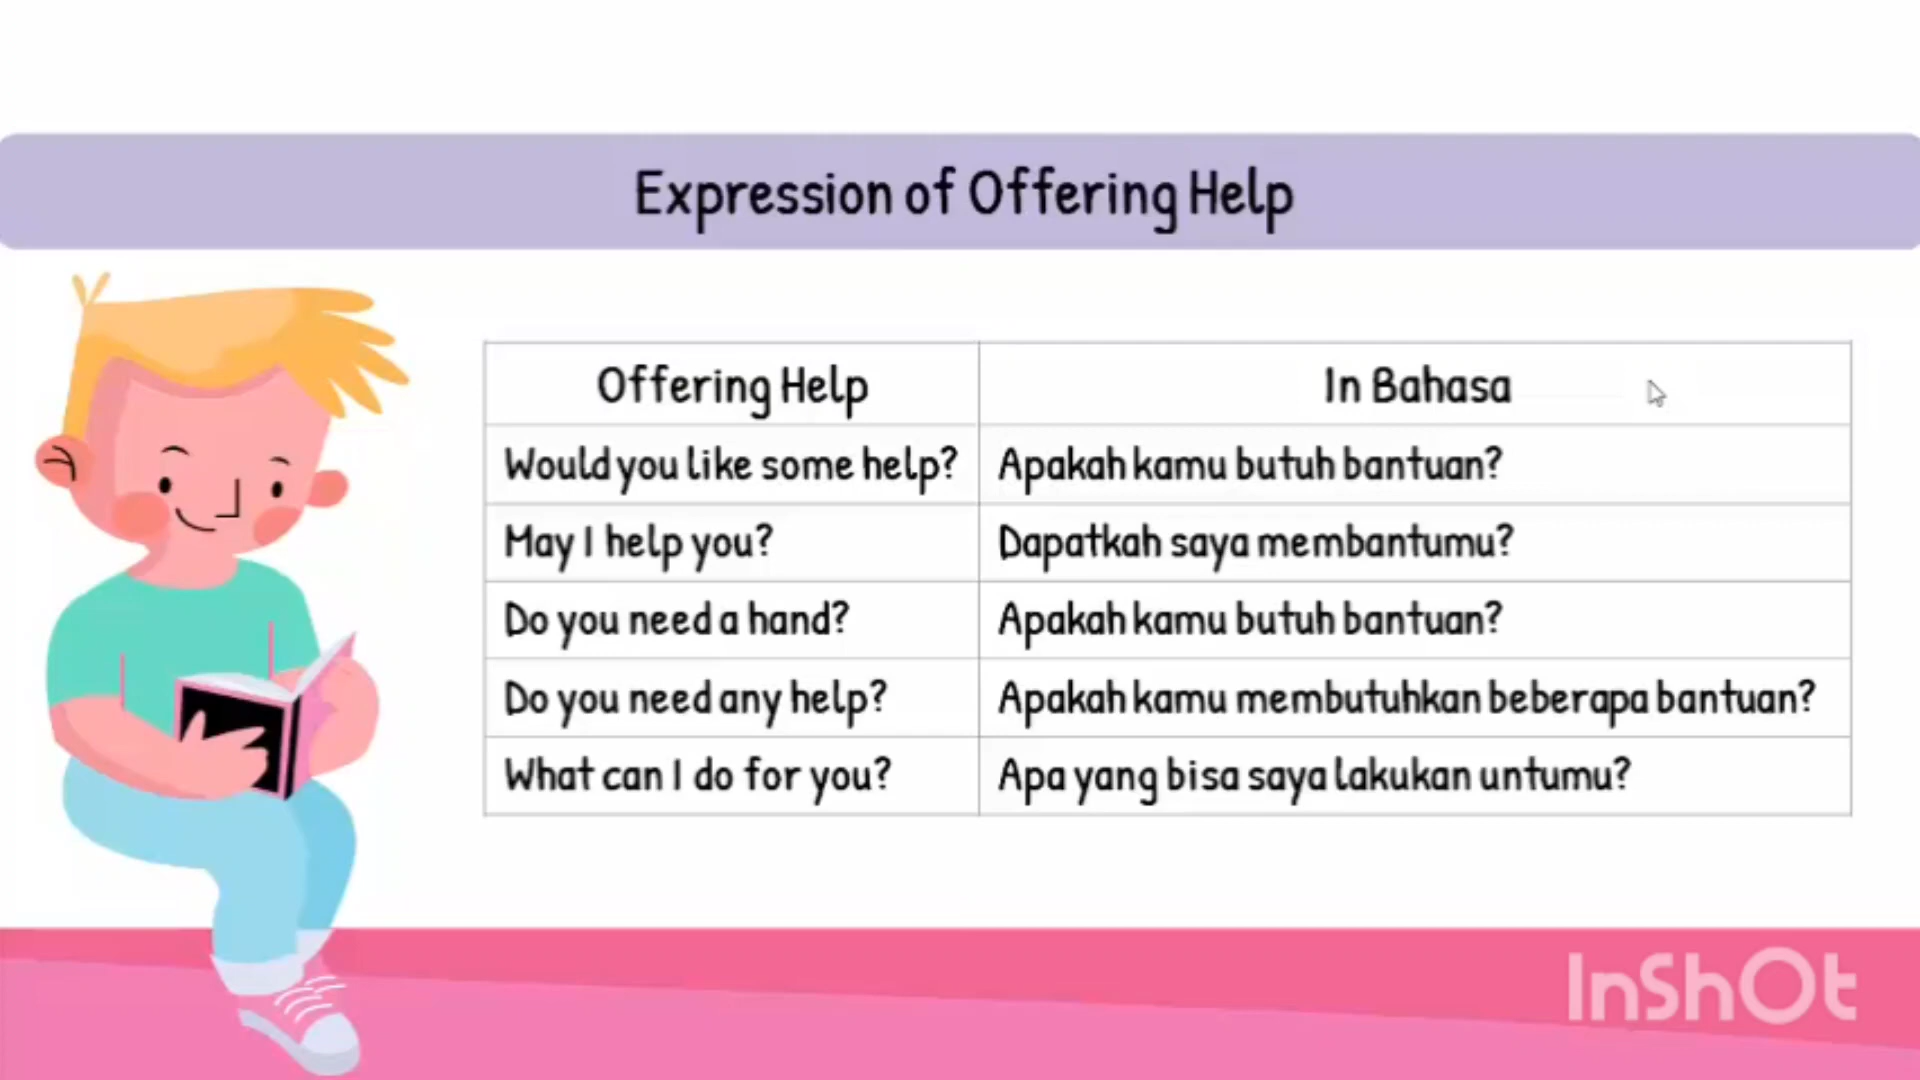 Expression of Offering Help
Offering Help In Bahasa
Would you like some help? Apakah kamu butuh bantuan?
May I help you? Dapatkah saya membantumu?
Do you need a hand? Apakah kamu butuh bantuan?
Do you need any help? Apakah kamu membutuhkan beberapa bantuan?
What can I do for you? Apa yang bisa saya lakukan untumu?
InShOt